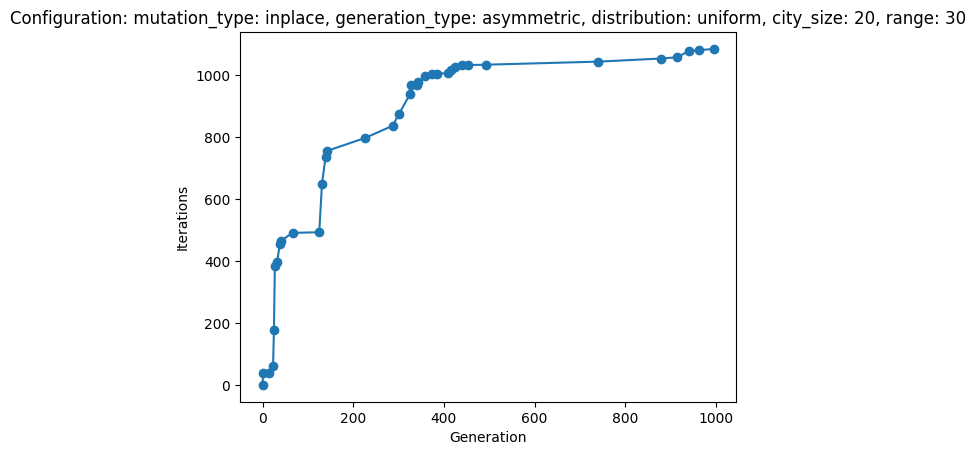 Configuration: mutation_type: inplace, generation_type: asymmetric, distribution: uniform, city_size: 20, range: 30
1000
800
600
400
200
0
Iterations
0 200 400 600 800 1000
Generation